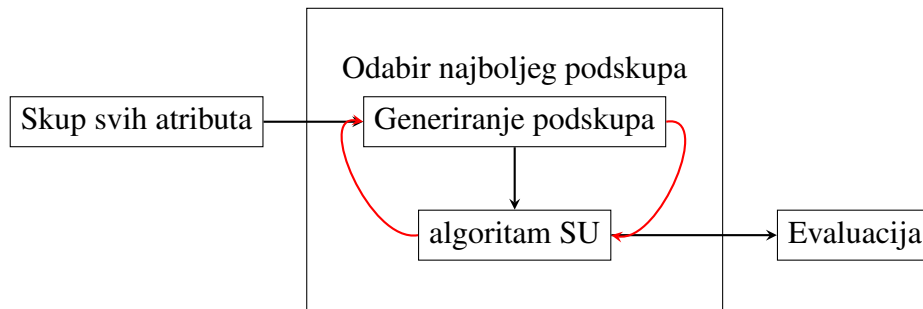 Odabir najboljeg podskupa
Skup svih atributa
Generiranje podskupa
algoritam SU
Evaluacija